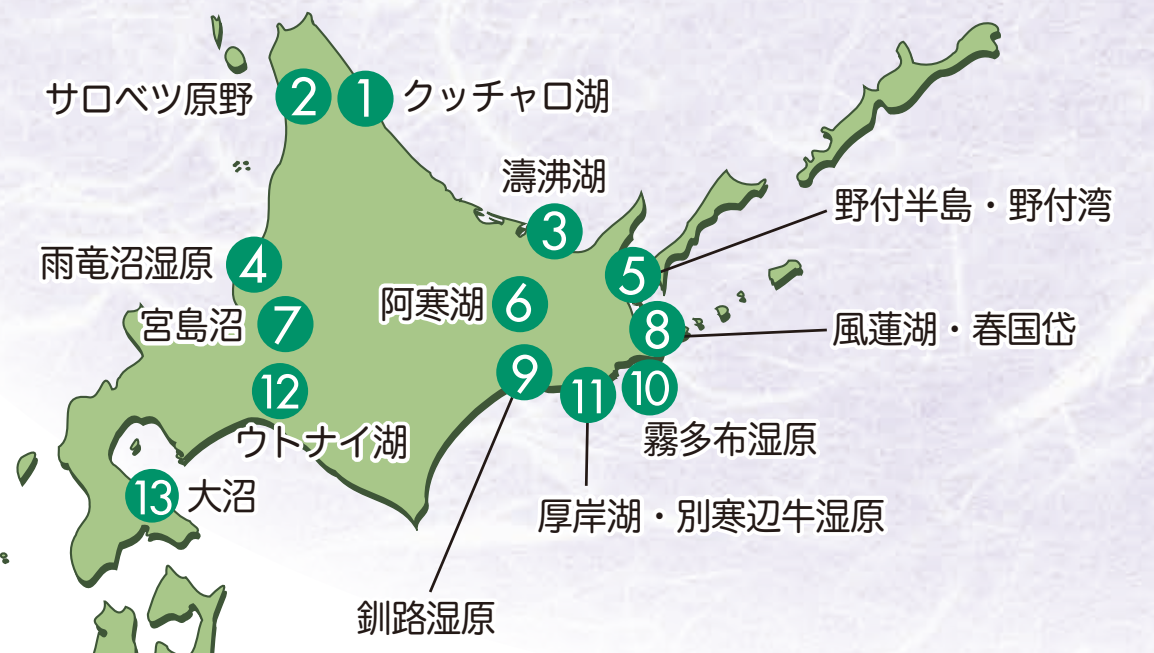 サロベツ原野
2
1
クッチャロ湖
濤沸湖
3
野付半島・野付湾
5
雨竜沼湿原
4
阿寒湖
6
宮島沼
7
8
風蓮湖・春国岱
9
12
11
10
ウトナイ湖
霧多布湿原
13
大沼
厚岸湖・別寒辺牛湿原
釧路湿原